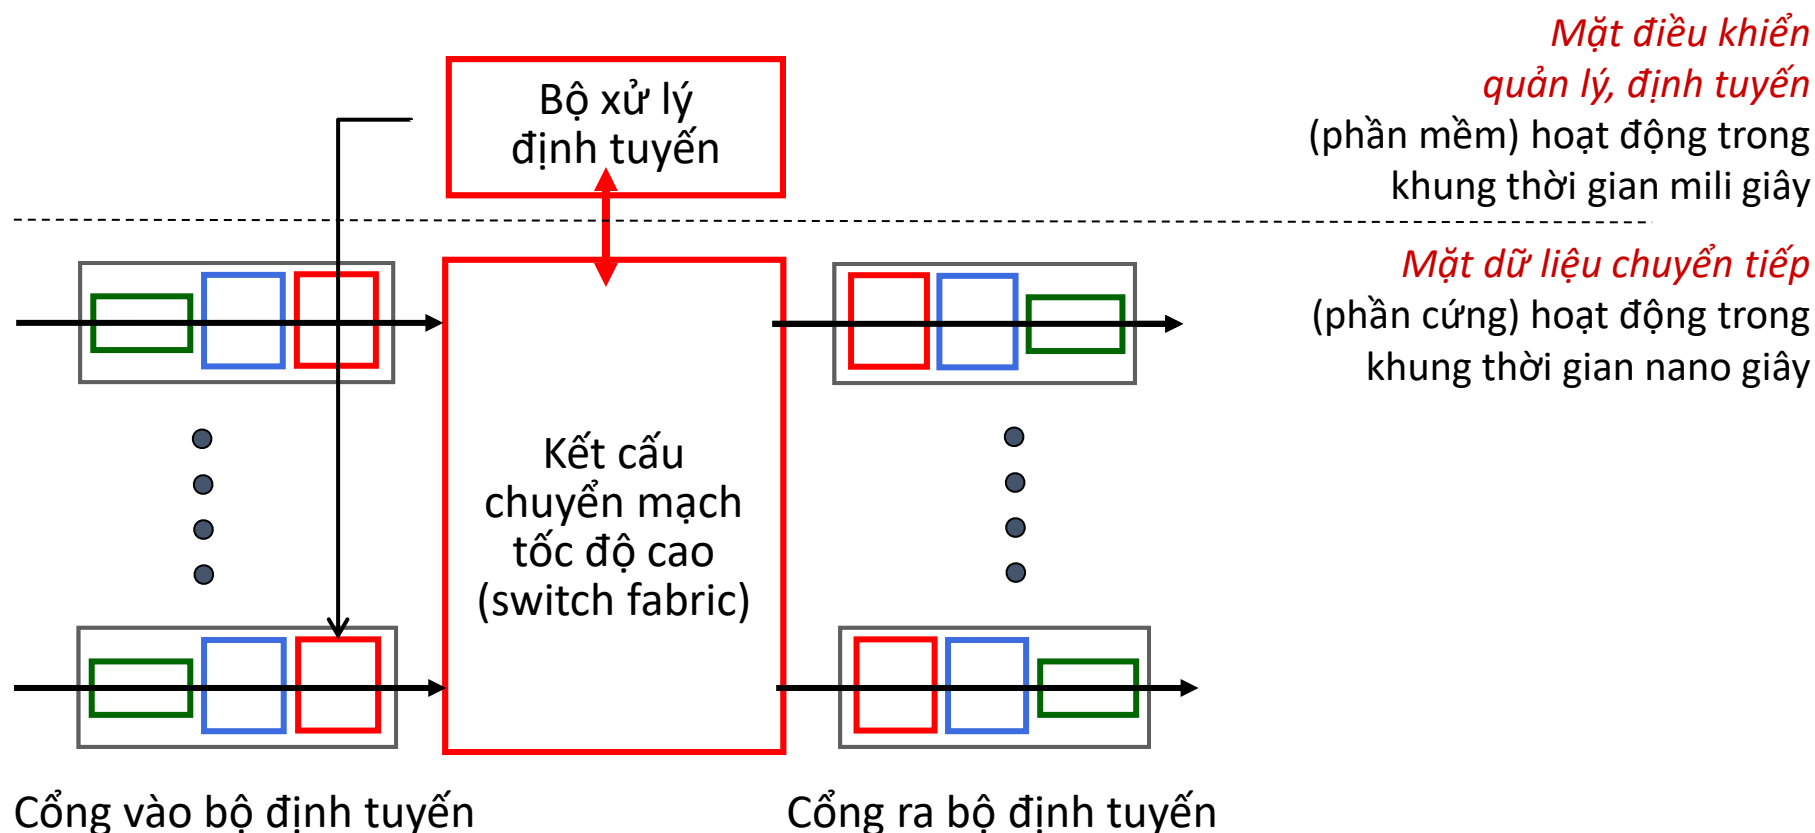 Mặt điều khiển
quản lý, định tuyến
(phần mềm) hoạt động trong
khung thời gian mili giây
Bộ xử lý
định tuyến
Mặt dữ liệu chuyển tiếp
(phần cứng) hoạt động trong
khung thời gian nano giây
Kết cấu
chuyển mạch
tốc độ cao
(switch fabric)
Cổng vào bộ định tuyến
Cổng ra bộ định tuyến